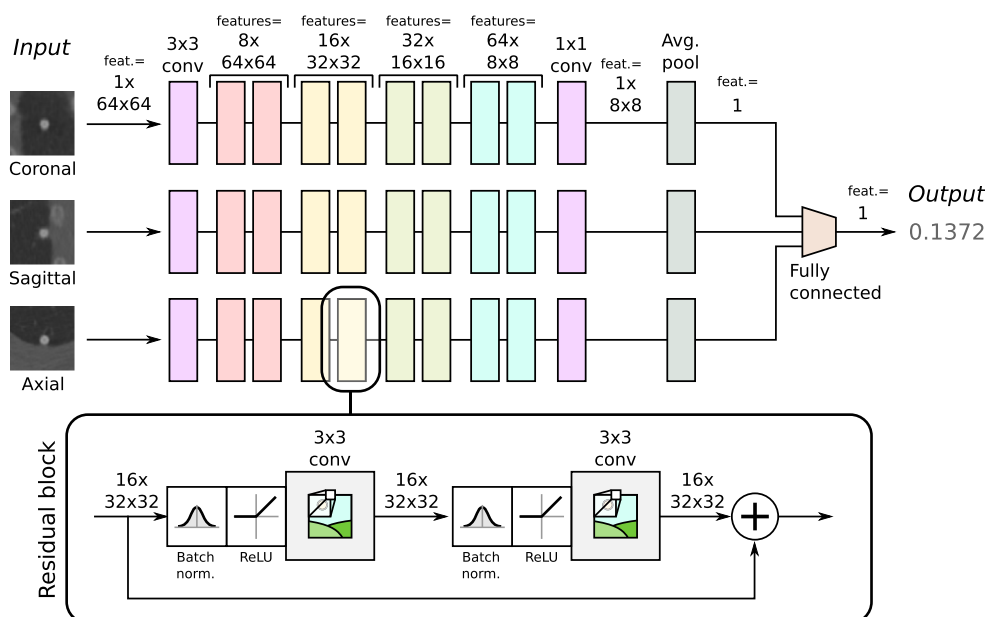 Input
feat.=
1x
64x64
3x3
conv
features=
8x
64x64
features=
16x
32x32
features=
32x
16x16
features=
64x
8x8
1x1
conv
feat.=
1x
8x8
Avg.
pool
feat.=
1
Coronal
Sagittal
Axial
feat.=
1
Output
0.1372
Fully
connected
Residual block
16x
32x32
Batch
norm.
ReLU
3x3
conv
16x
32x32
Batch
norm.
ReLU
3x3
conv
16x
32x32